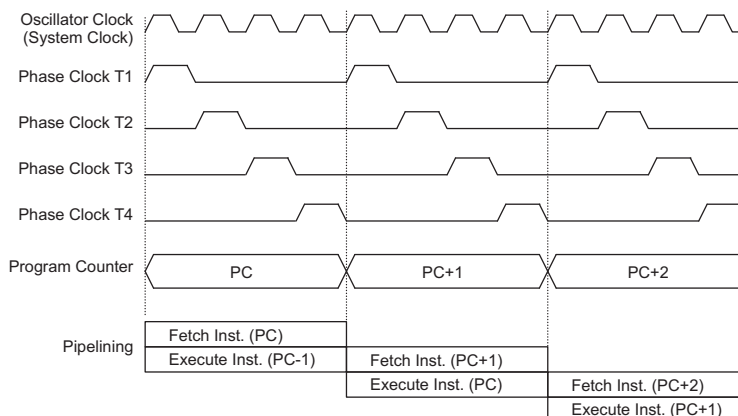 Oscillator Clock
(System Clock)
Phase Clock T1
Phase Clock T2
Phase Clock T3
Phase Clock T4
Program Counter
PC
PC+1
PC+2
Pipelining
Fetch Inst. (PC)
Execute Inst. (PC-1)
Fetch Inst. (PC+1)
Execute Inst. (PC)
Fetch Inst. (PC+2)
Execute Inst. (PC+1)